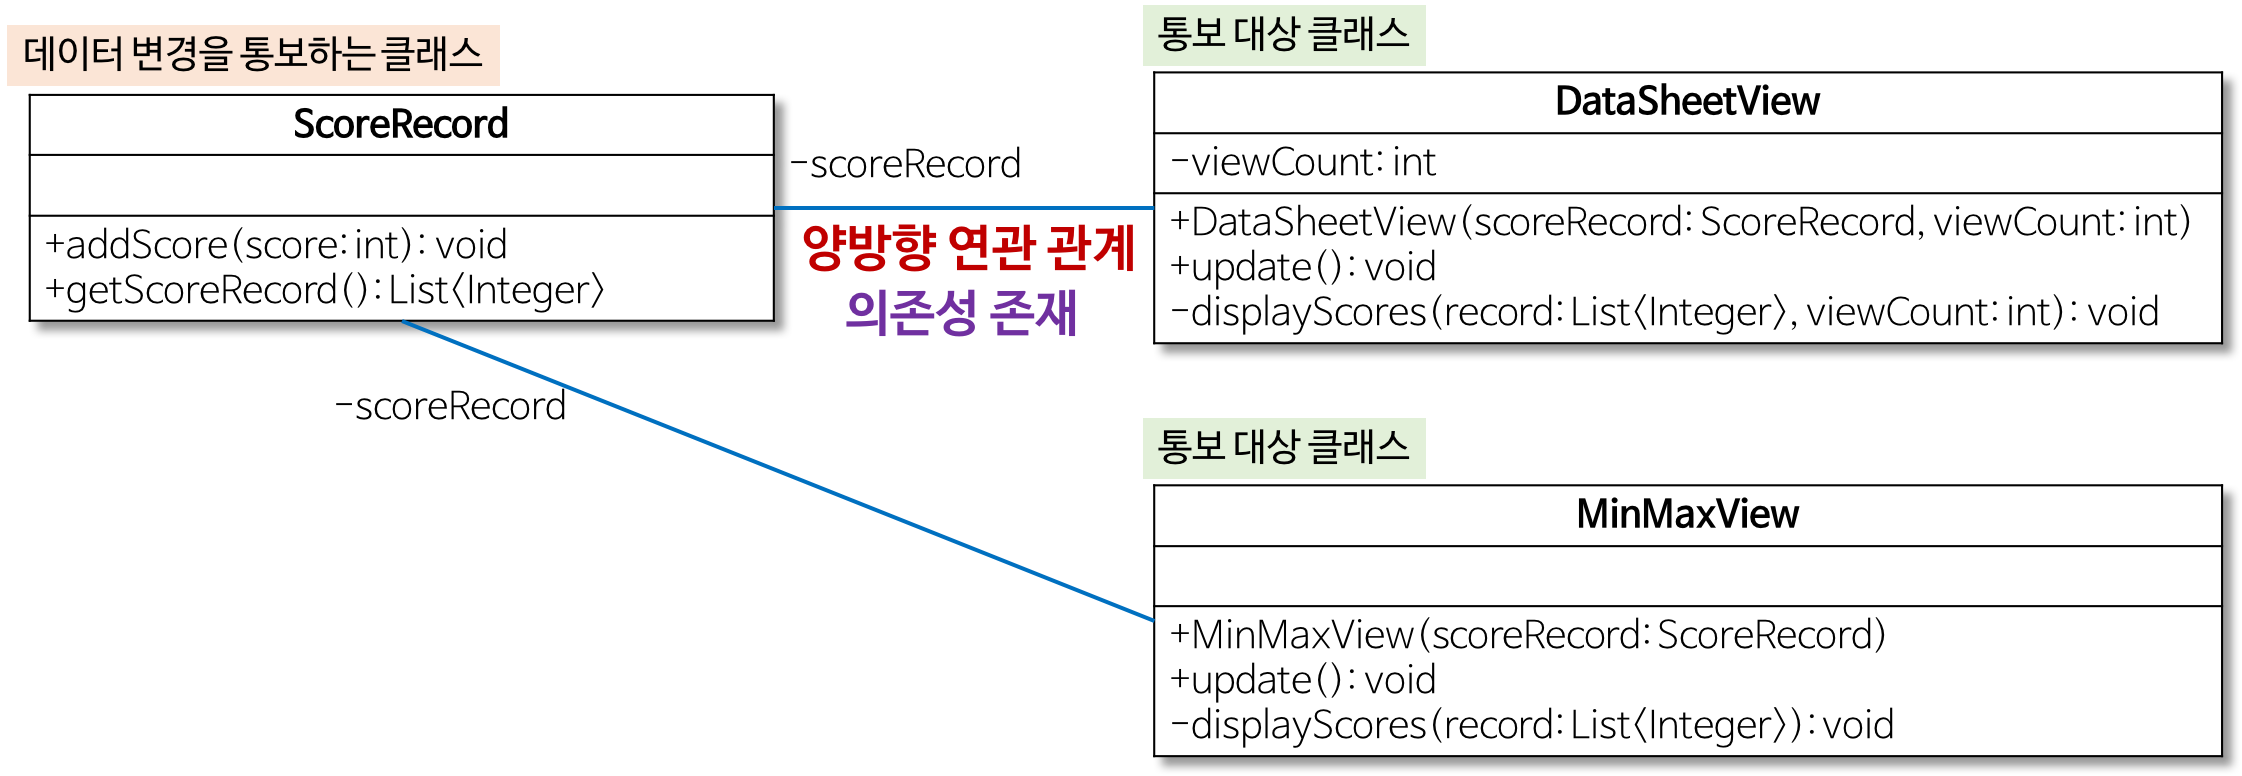 데이터 변경을 통보하는 클래스
ScoreRecord
+addScore(score: int): void
+getScoreRecord(): List<Integer>
-scoreRecord
양방향 연관 관계
의존성 존재
-scoreRecord
통보 대상 클래스
DataSheetView
-viewCount: int
+DataSheetView(scoreRecord: ScoreRecord, viewCount: int)
+update(): void
-displayScores(record: List<Integer>, viewCount: int): void
통보 대상 클래스
MinMaxView
+MinMaxView(scoreRecord: ScoreRecord)
+update(): void
-displayScores(record: List<Integer>): void